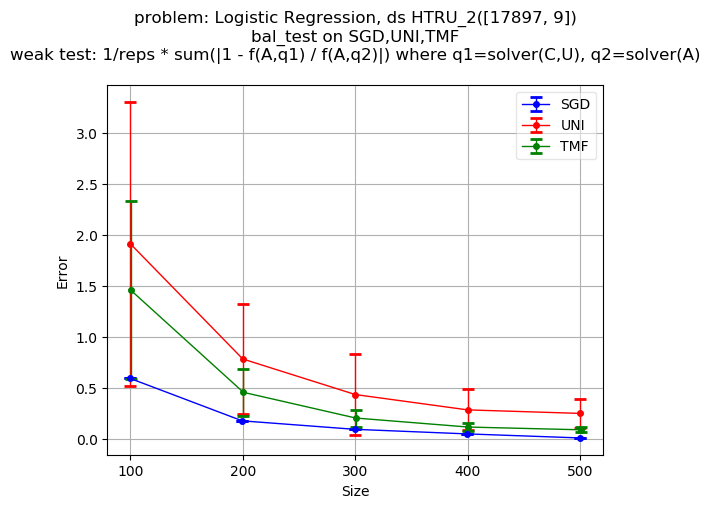 problem: Logistic Regression, ds HTRU_2([17897, 9])
bal_test on SGD,UNI,TMF
weak test: 1/reps * sum(|1 - f(A,q1) / f(A,q2)|) where q1=solver(C,U), q2=solver(A)
SGD
UNI
TMF
3.0
2.5
2.0
1.5
1.0
0.5
0.0
Error
100
200
300
400
500
Size